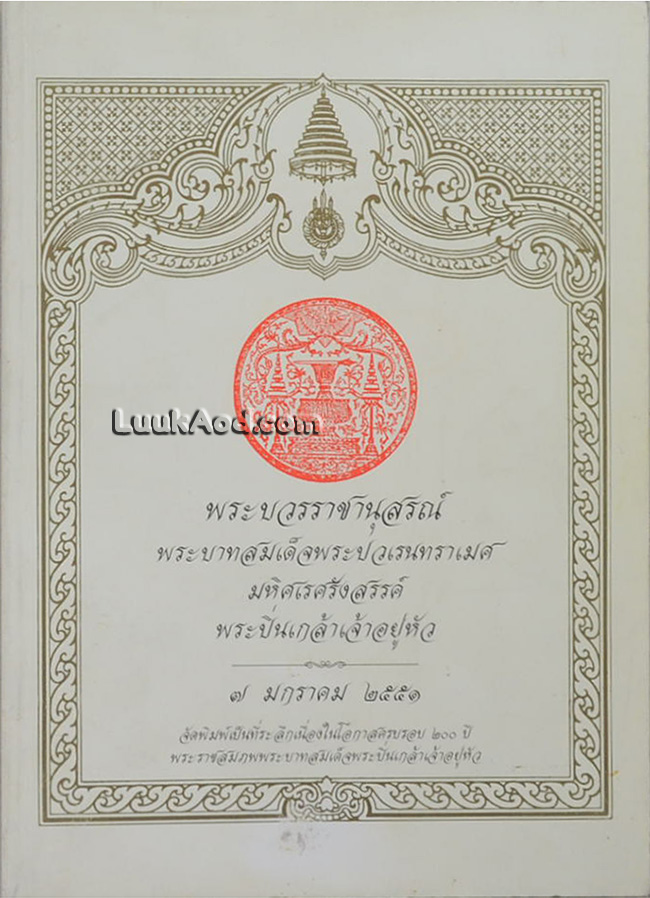 LuukAod.com
พระบวรราชานุสรณ์
พระบาทสมเด็จพระปวเรนทราเมศ
มหิศเรศรังสรรค์
พระปิ่นเกล้าเจ้าอยู่หัว
๗ มกราคม ๒๕๕๑
จัดพิมพ์เป็นที่ระลึกเนื่องในโอกาสครบรอบ ๒๐๐ ปี
พระราชสมภพพระบาทสมเด็จพระปิ่นเกล้าเจ้าอยู่หัว